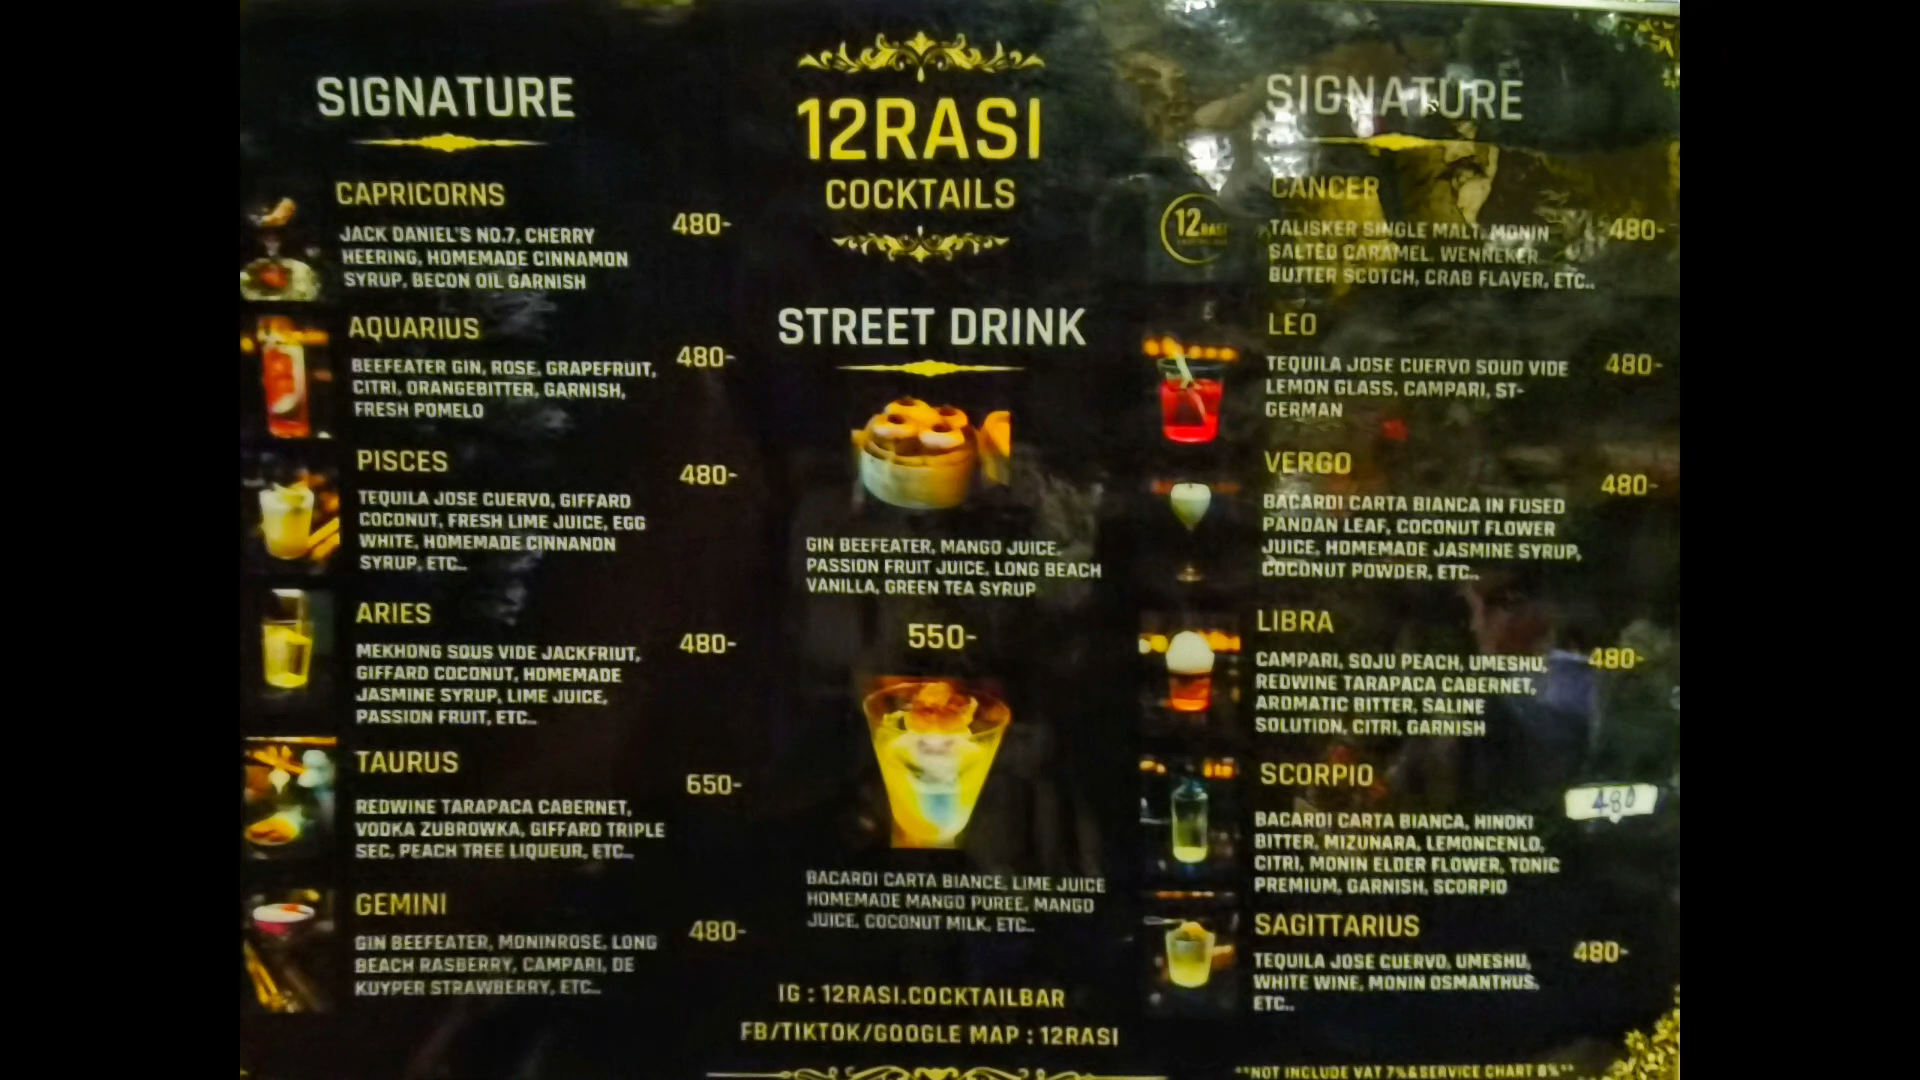 SIGNATURE
CAPRICORNS
480-
JACK DANIEL'S NO.7, CHERRY
HEERING, HOMEMADE CINNAMON
SYRUP, BECON OIL GARNISH
AQUARIUS
480-
BEEFEATER GIN, ROSE, GRAPEFRUIT,
CITRI, ORANGEBITTER, GARNISH,
FRESH POMELO
PISCES
480-
TEQUILA JOSE CUERVO, GIFFARD
COCONUT, FRESH LIME JUICE, EGG
WHITE, HOMEMADE CINNANON
SYRUP, ETC..
ARIES
480-
MEKHONG SOUS VIDE JACKFRIUT,
GIFFARD COCONUT, HOMEMADE
JASMINE SYRUP, LIME JUICE,
PASSION FRUIT, ETC..
TAURUS
650-
REDWINE TARAPACA CABERNET,
VODKA ZUBROWKA, GIFFARD TRIPLE
SEC, PEACH TREE LIQUEUR, ETC..
GEMINI
480-
GIN BEEFEATER, MONINROSE, LONG
BEACH RASBERRY, CAMPARI, DE
KUYPER STRAWBERRY, ETC..
12RASI
COCKTAILS
STREET DRINK
GIN BEEFEATER, MANGO JUICE,
PASSION FRUIT JUICE, LONG BEACH
VANILLA, GREEN TEA SYRUP
550-
BACARDI CARTA BIANCE, LIME JUICE
HOMEMADE MANGO PUREE, MANGO
JUICE, COCONUT MILK, ETC..
IG : 12RASI.COCKTAILBAR
FB/TIKTOK/GOOGLE MAP : 12RASI
SIGNATURE
12RASI
CANCER
480-
TALISKER SINGLE MALT, MONIN
SALTED CARAMEL, WENNEKER
BUTTER SCOTCH, CRAB FLAVER, ETC..
LEO
480-
TEQUILA JOSE CUERVO SOUD VIDE
LEMON GLASS, CAMPARI, ST-
GERMAN
VERGO
480-
BACARDI CARTA BIANCA IN FUSED
PANDAN LEAF, COCONUT FLOWER
JUICE, HOMEMADE JASMINE SYRUP,
COCONUT POWDER, ETC..
LIBRA
480-
CAMPARI, SOJU PEACH, UMESHU,
REDWINE TARAPACA CABERNET,
AROMATIC BITTER, SALINE
SOLUTION, CITRI, GARNISH
SCORPIO
480
BACARDI CARTA BIANCA, HINOKI
BITTER, MIZUNARA, LEMONCENLO,
CITRI, MONIN ELDER FLOWER, TONIC
PREMIUM, GARNISH, SCORPIO
SAGITTARIUS
480-
TEQUILA JOSE CUERVO, UMESHU,
WHITE WINE, MONIN OSMANTHUS,
ETC..
**NOT INCLUDE VAT 7%&SERVICE CHART 8%**